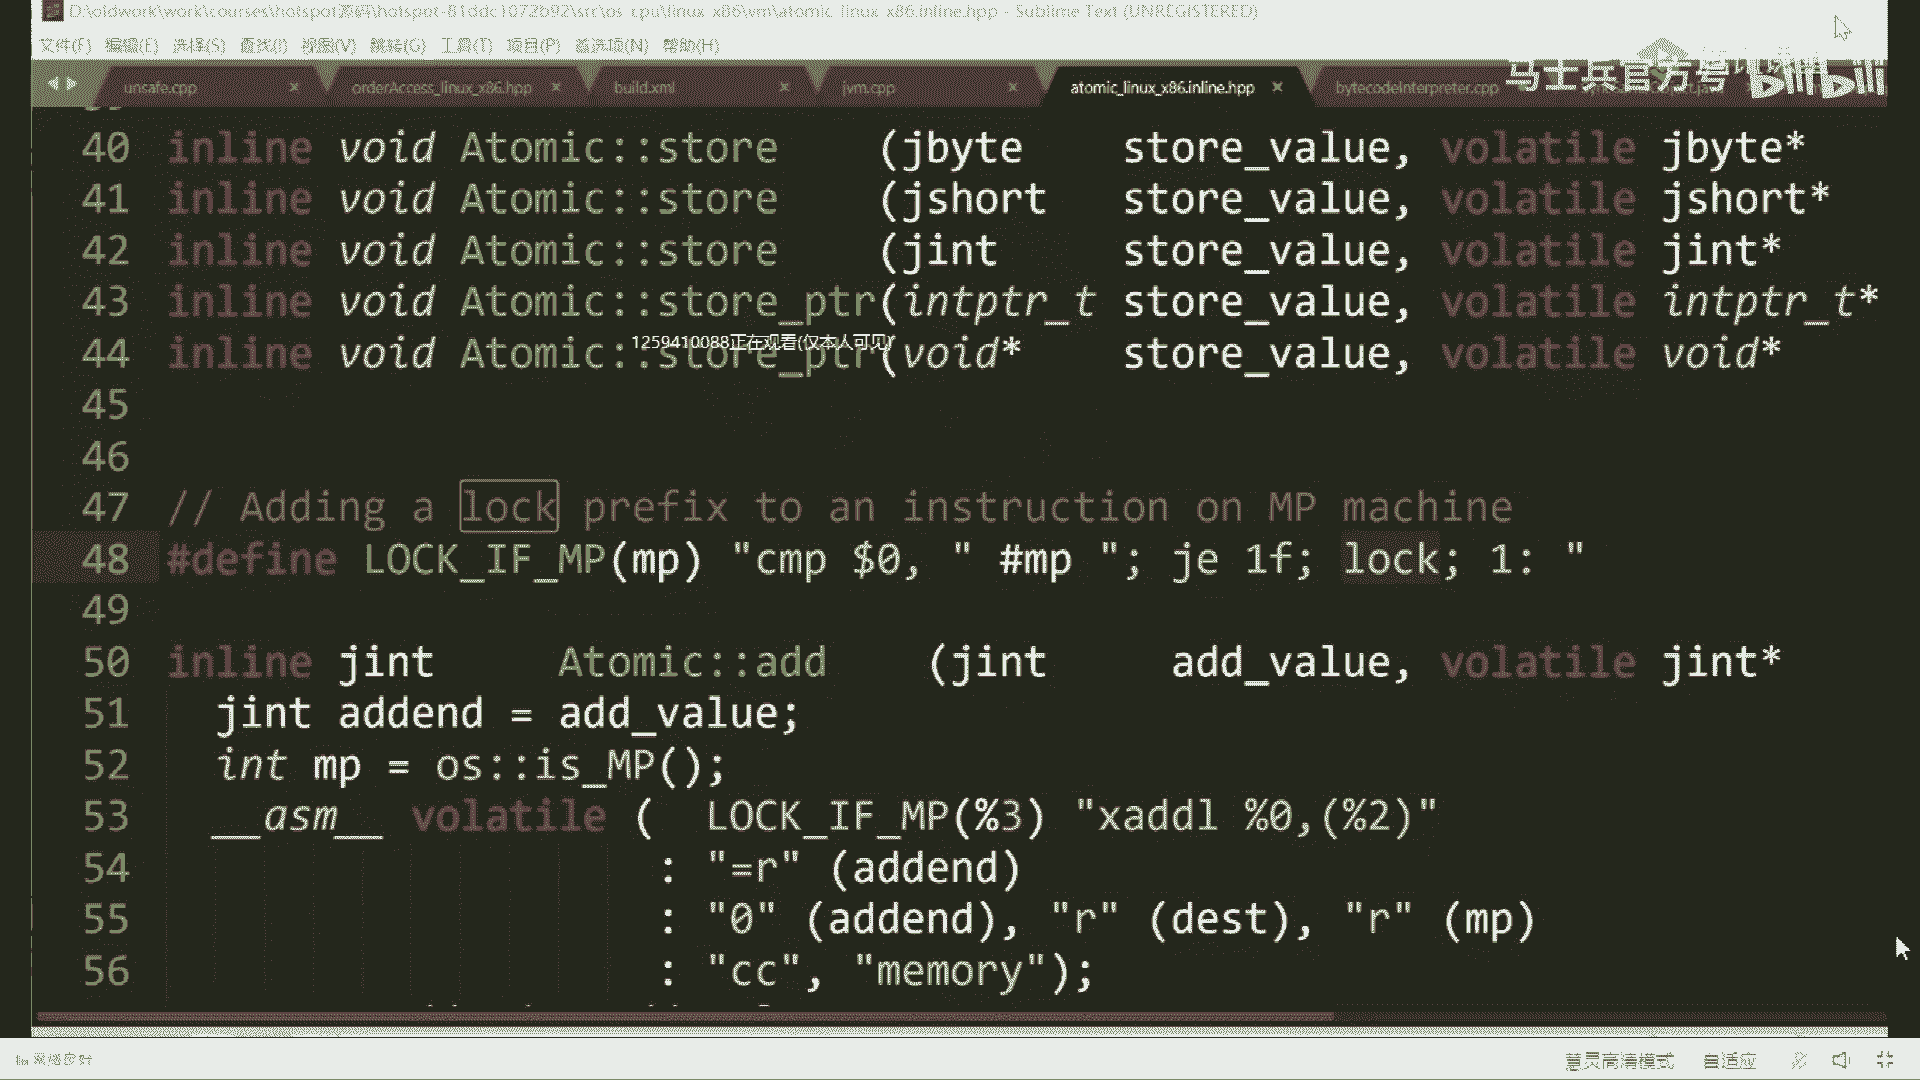 D:\oldwork\work\courses\hotspot源码\hotspot-81ddc1072b92\src\os_cpu\linux_x86\vm\atomic_linux_x86.inline.hpp - Sublime Text (UNREGISTERED)
文件(F) 编辑(E) 选择(S) 查找(I) 视图(V) 跳转(G) 工具(T) 项目(P) 首选项(N) 帮助(H)
unsafe.cpp × orderAccess_linux_x86.hpp × build.xml × jvm.cpp × atomic_linux_x86.inline.hpp × bytecodeInterpreter.cpp
马士兵官方号 bilibili
40 inline void Atomic::store (jbyte store_value, volatile jbyte*
41 inline void Atomic::store (jshort store_value, volatile jshort*
42 inline void Atomic::store (jint store_value, volatile jint*
43 inline void Atomic::store_ptr(intptr_t store_value, volatile intptr_t*
1259410088正在观看(仅本人可见)
44 inline void Atomic::store_ptr(void* store_value, volatile void*
45
46
47 // Adding a lock prefix to an instruction on MP machine
48 #define LOCK_IF_MP(mp) "cmp $0, " #mp "; je 1f; lock; 1: "
49
50 inline jint Atomic::add (jint add_value, volatile jint*
51 jint addend = add_value;
52 int mp = os::is_MP();
53 __asm__ volatile ( LOCK_IF_MP(%3) "xaddl %0,(%2)"
54 : "=r" (addend)
55 : "0" (addend), "r" (dest), "r" (mp)
56 : "cc", "memory");
网络良好 慧灵高清模式 自适应